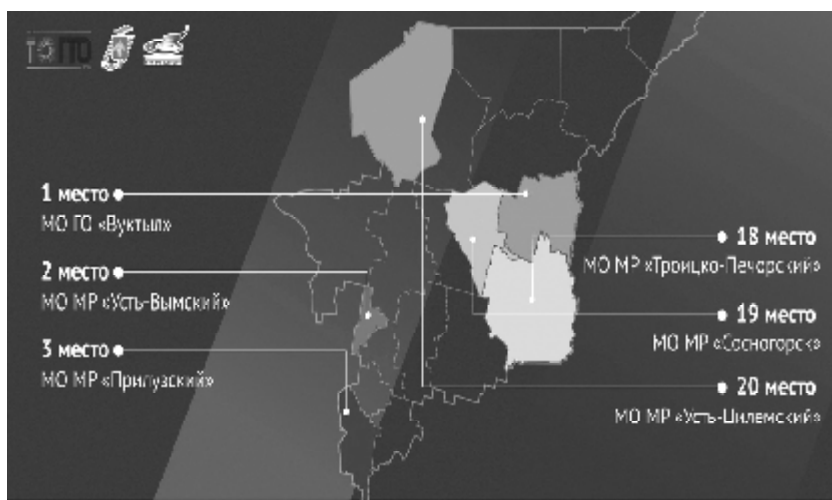 1 место
МО ГО «Вуктыл»
2 место
МО МР «Усть-Вымский»
3 место
МО МР «Прилузский»
18 место
МО МР «Троицко-Печорский»
19 место
МО МР «Сосногорск»
20 место
МО МР «Усть-Цилемский»